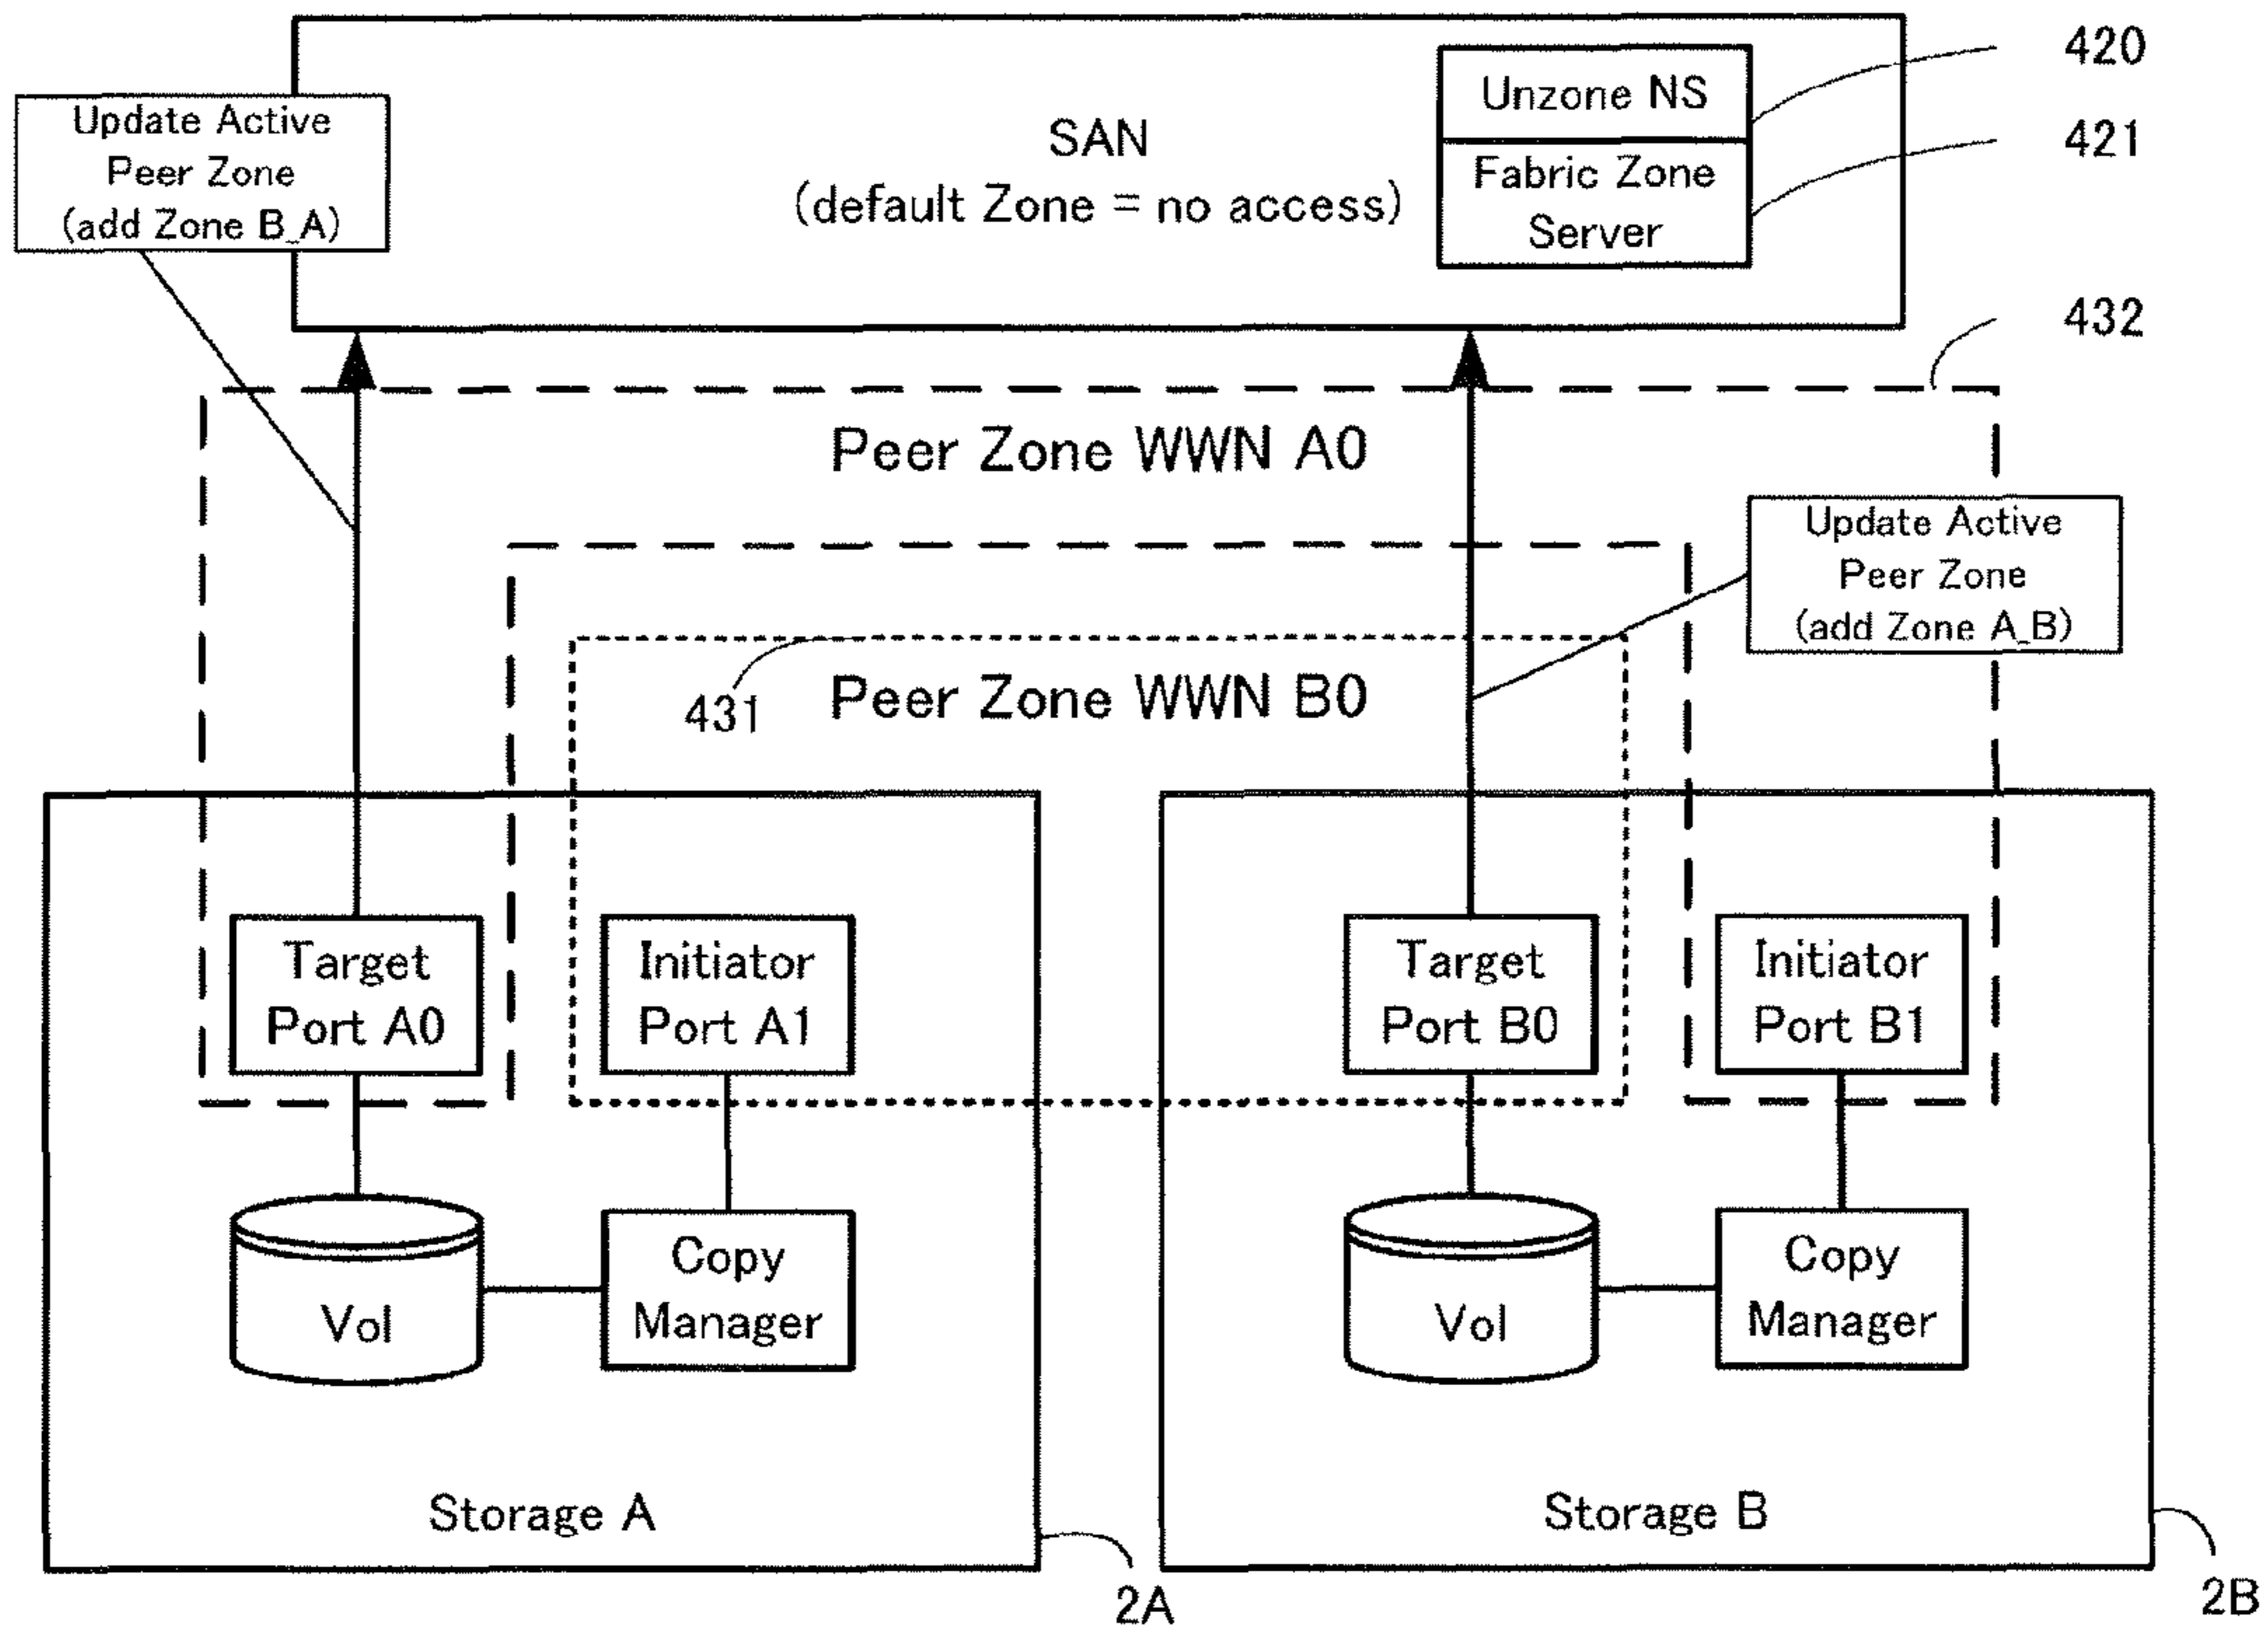 Update Active
Peer Zone
(add Zone B_A)
SAN
(default Zone = no access)
Unzone NS
Fabric Zone
Server
420
421
432
Peer Zone WWN A0
Update Active
Peer Zone
(add Zone A_B)
431
Peer Zone WWN B0
Target
Port A0
Initiator
Port A1
Target
Port B0
Initiator
Port B1
Vol
Copy
Manager
Vol
Copy
Manager
Storage A
Storage B
2A
2B